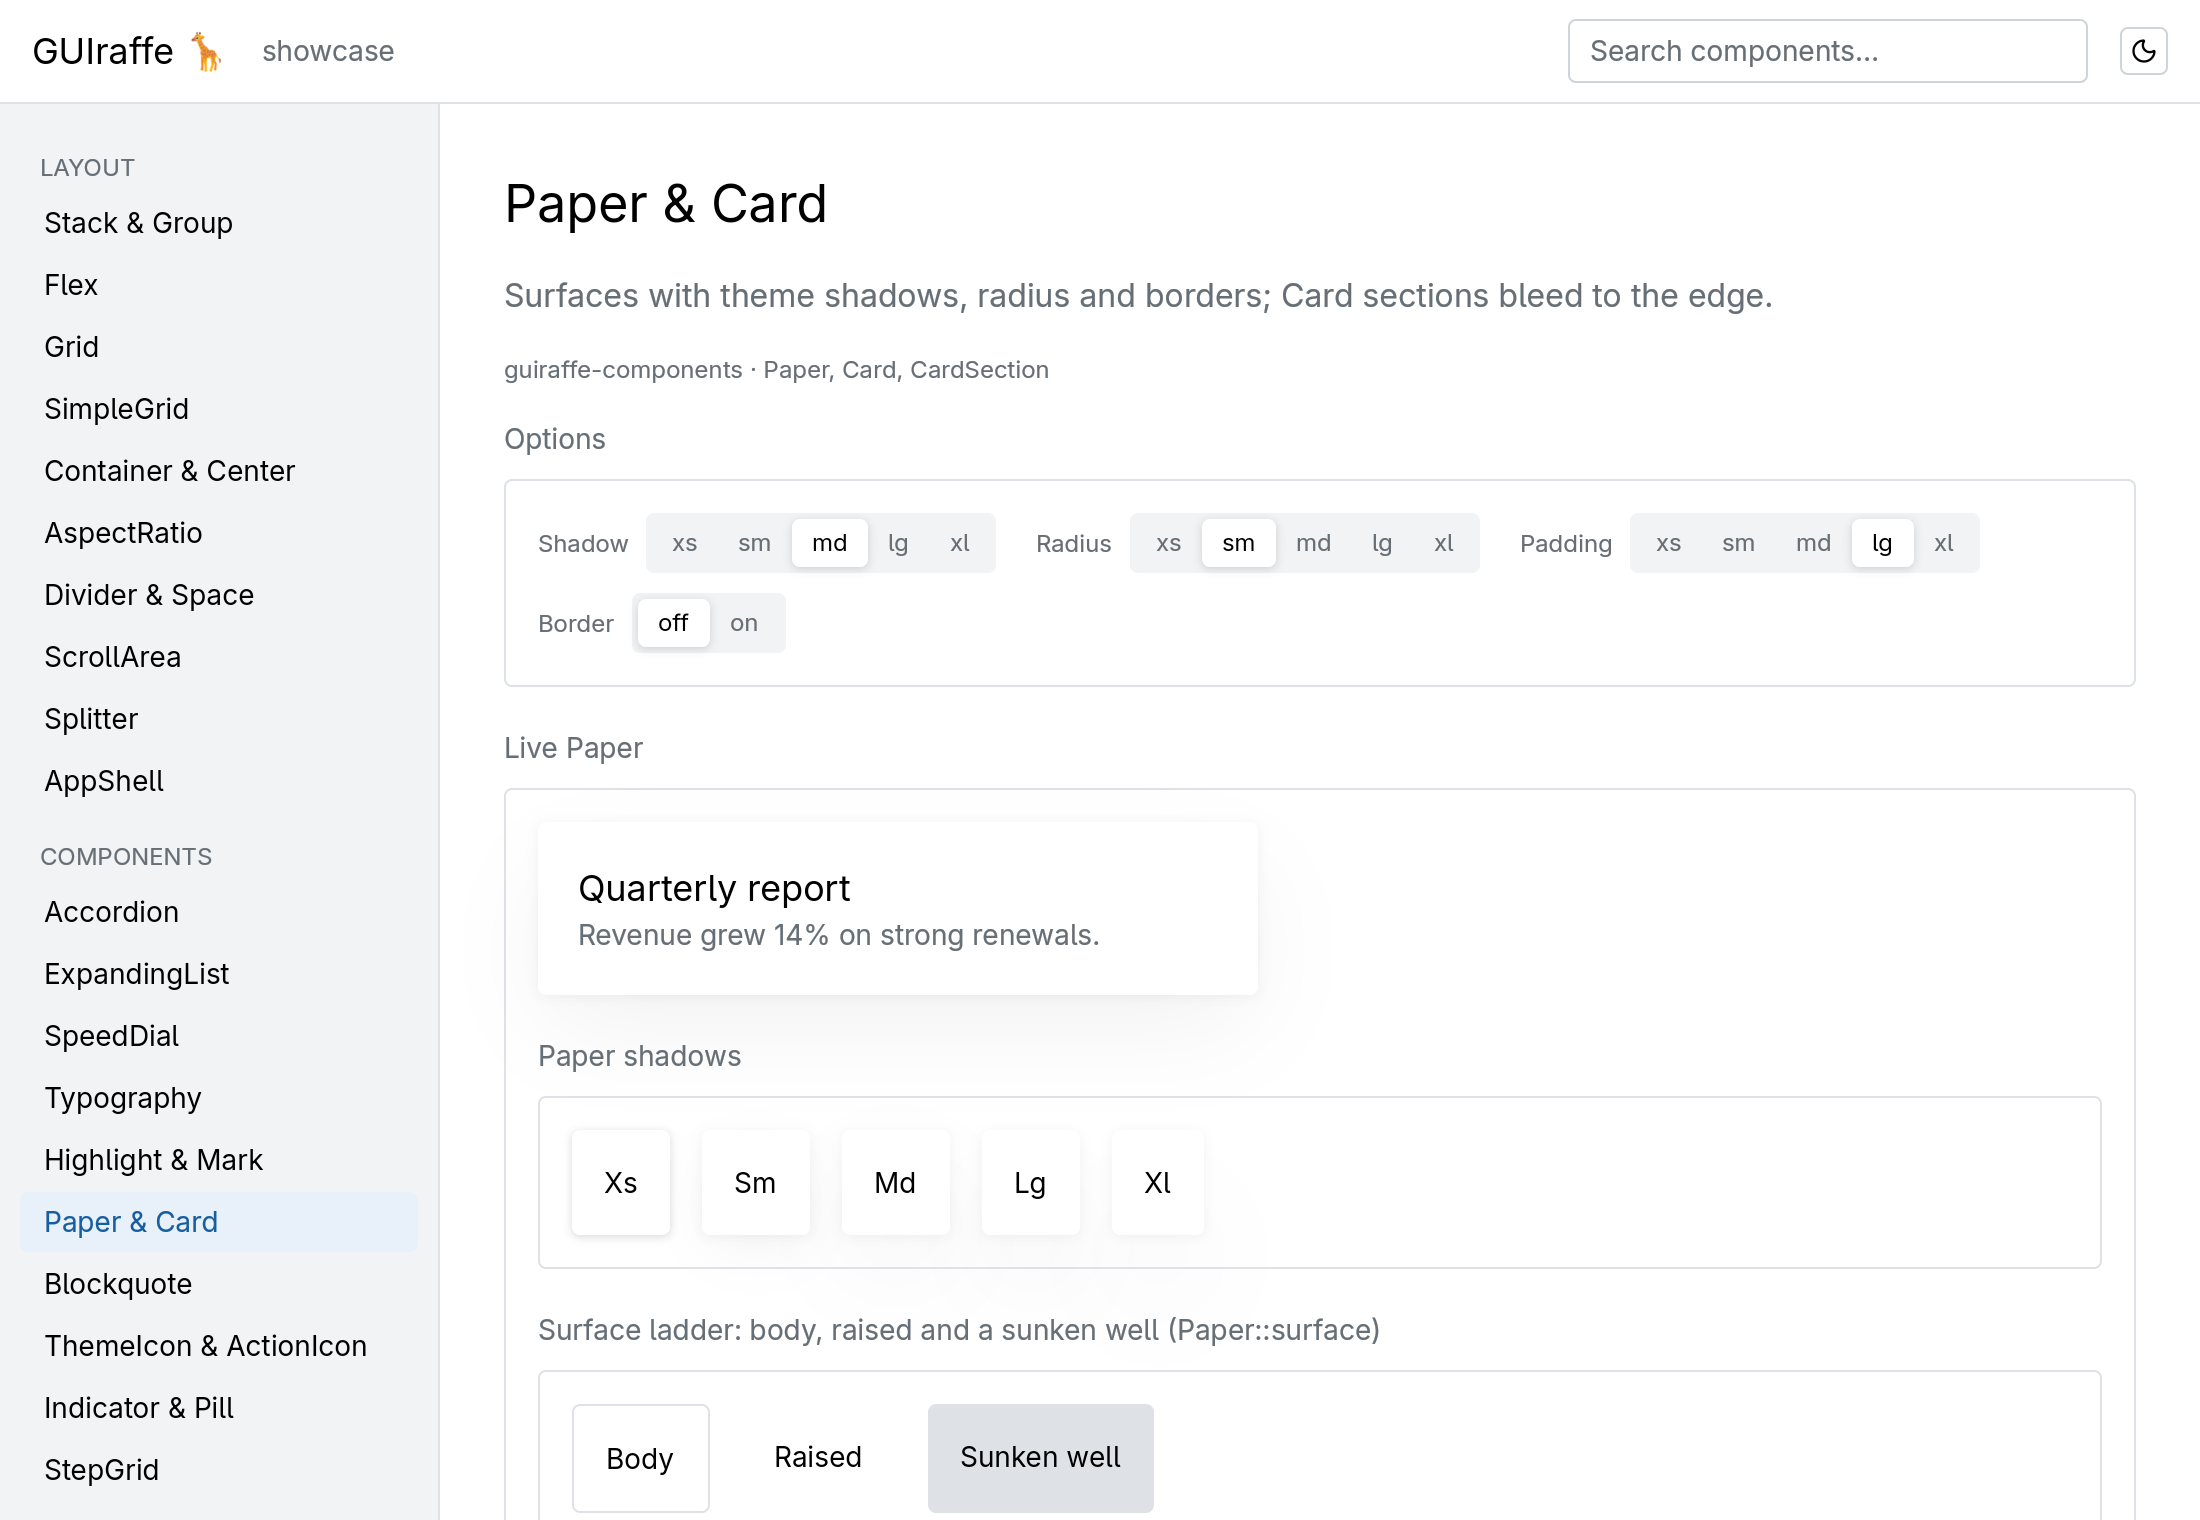 GUIraffe 🦒 showcase Search components...
LAYOUT
Stack & Group
Flex
Grid
SimpleGrid
Container & Center
AspectRatio
Divider & Space
ScrollArea
Splitter
AppShell
COMPONENTS
Accordion
ExpandingList
SpeedDial
Typography
Highlight & Mark
Paper & Card
Blockquote
ThemeIcon & ActionIcon
Indicator & Pill
StepGrid
Paper & Card
Surfaces with theme shadows, radius and borders; Card sections bleed to the edge.
guiraffe-components · Paper, Card, CardSection
Options
Shadow xs sm md lg xl Radius xs sm md lg xl Padding xs sm md lg xl
Border off on
Live Paper
Quarterly report
Revenue grew 14% on strong renewals.
Paper shadows
Xs Sm Md Lg Xl
Surface ladder: body, raised and a sunken well (Paper::surface)
Body Raised Sunken well